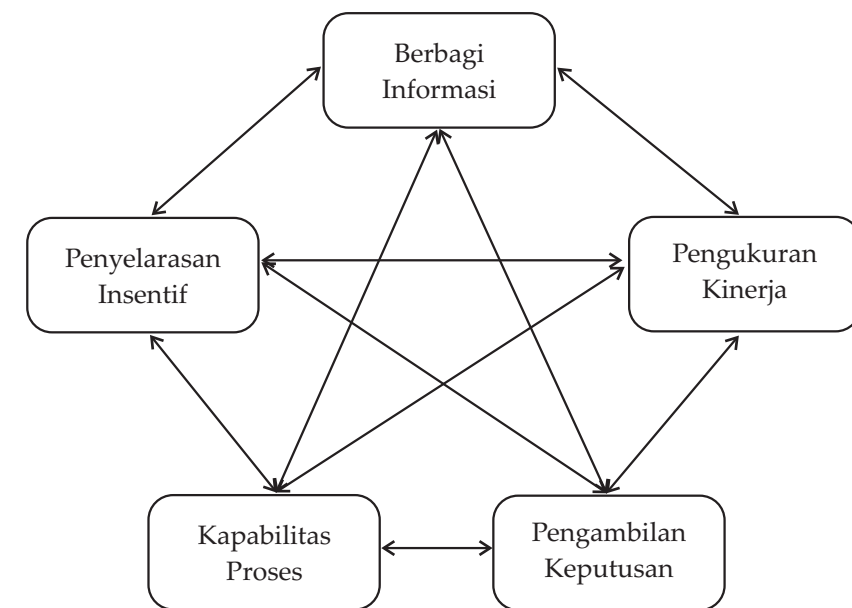 Berbagi
Informasi
Penyelarasan
Insentif
Pengukuran
Kinerja
Kapabilitas
Proses
Pengambilan
Keputusan